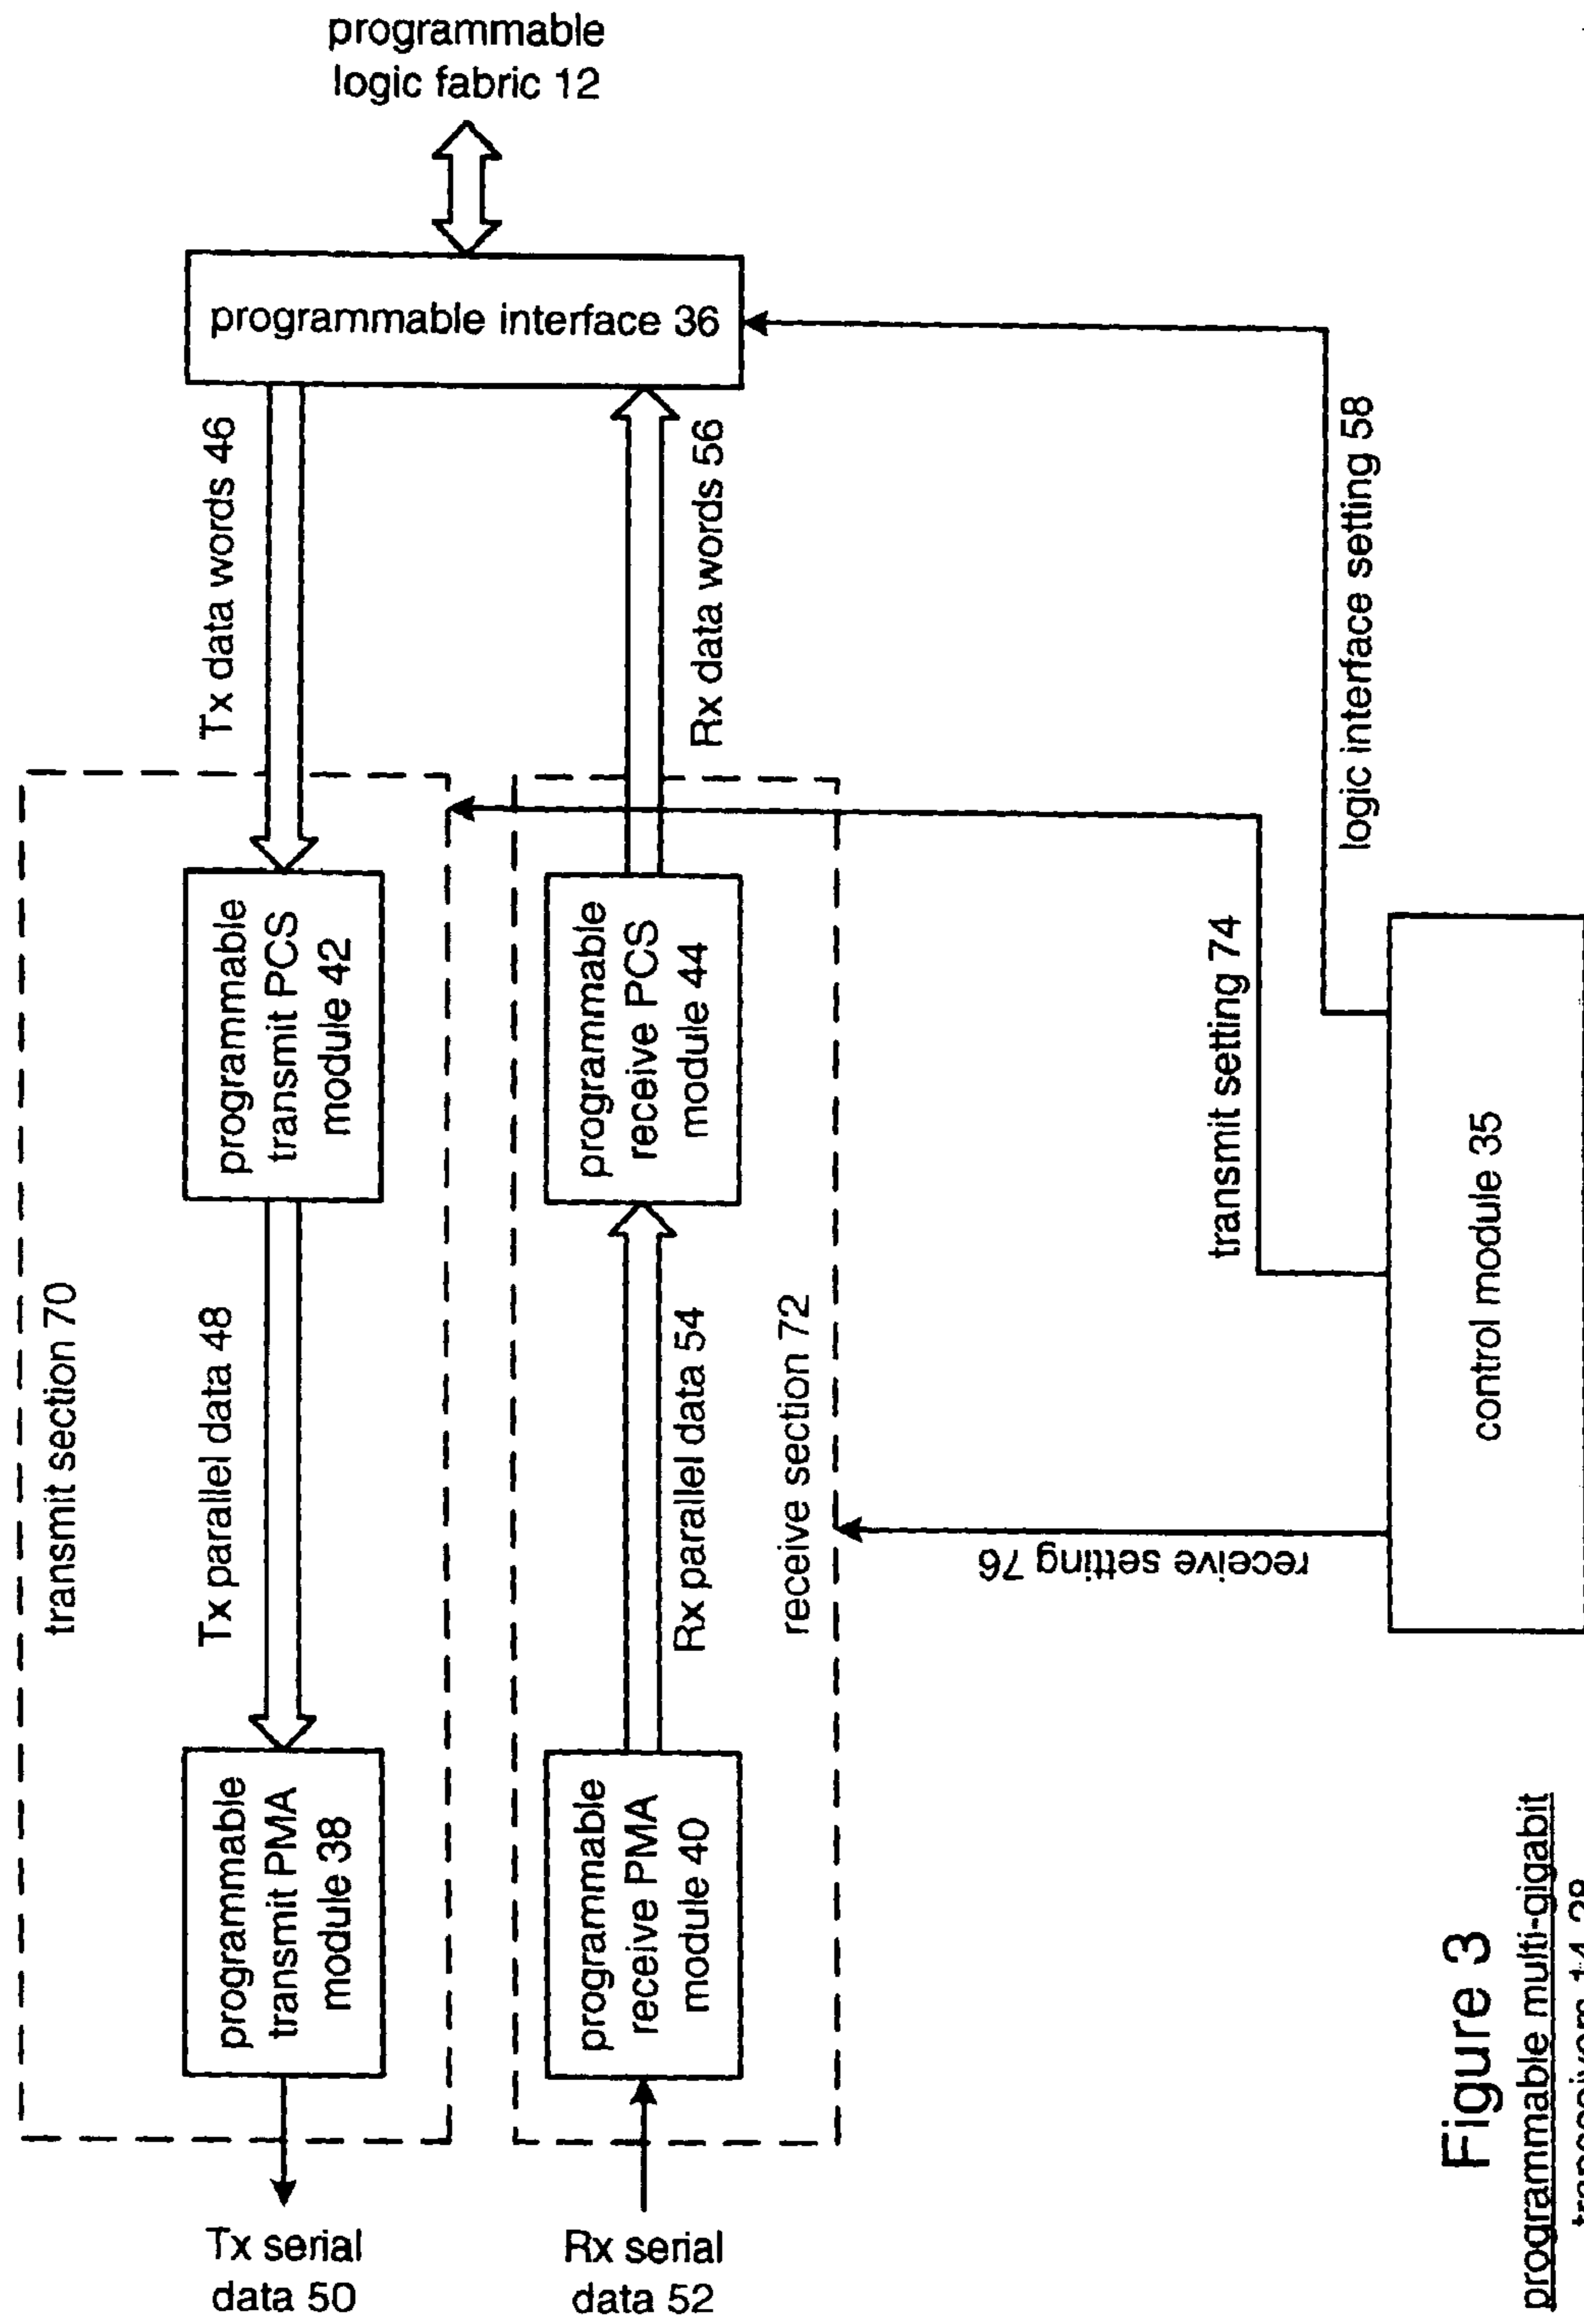 programmable
logic fabric 12
programmable interface 36
Tx data words 46
Rx data words 56
logic interface setting 58
transmit section 70
programmable
transmit PCS
module 42
programmable
receive PCS
module 44
transmit setting 74
Tx parallel data 48
Rx parallel data 54
receive section 72
receive setting 76
control module 35
programmable
transmit PMA
module 38
programmable
receive PMA
module 40
Tx serial
data 50
Rx serial
data 52
Figure 3
programmable multi-gigabit